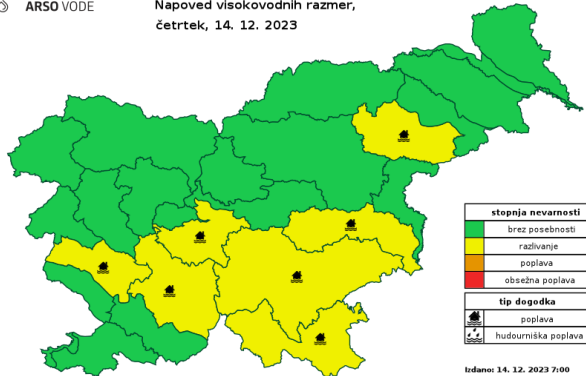 ARSO VODE
Napoved visokovodnih razmer,
četrtek, 14. 12. 2023
stopnja nevarnosti
brez posebnosti
razlivanje
poplava
obsežna poplava
tip dogodka
poplava
hudourniška poplava
Izdano: 14. 12. 2023 7:00